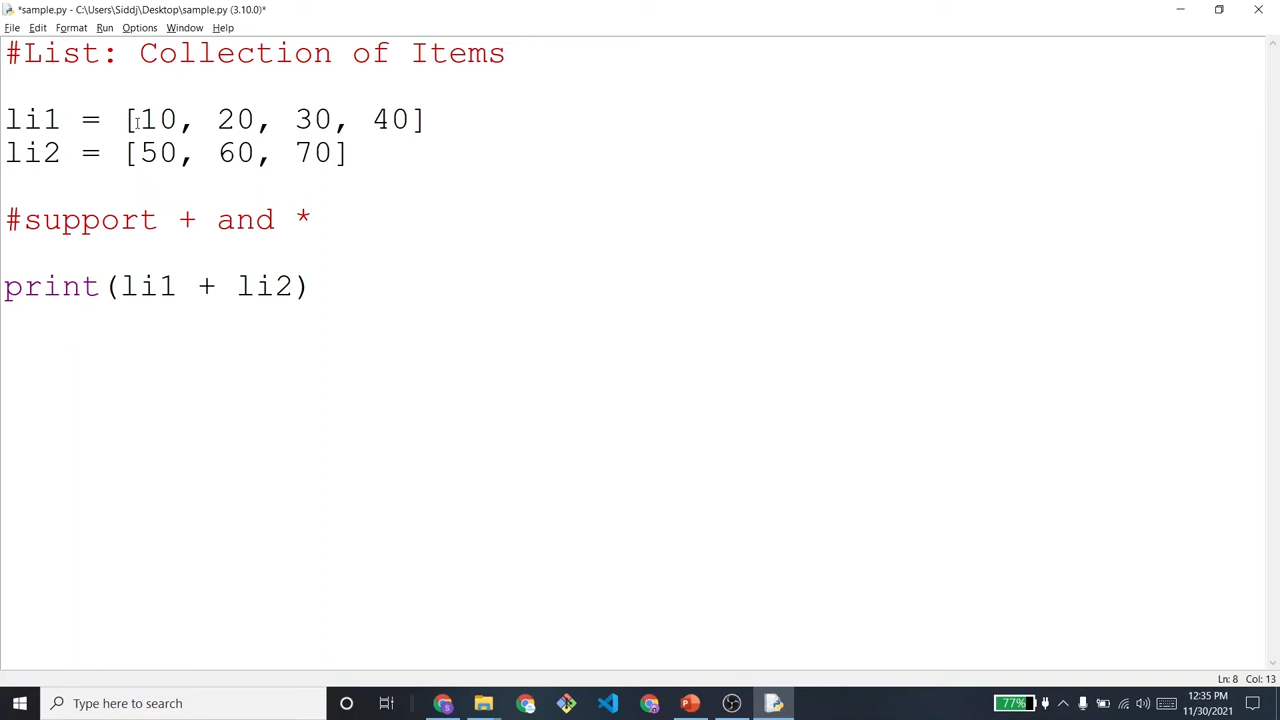 *sample.py - C:\Users\Siddj\Desktop\sample.py (3.10.0)*
File Edit Format Run Options Window Help
#List: Collection of Items
li1 = [10, 20, 30, 40]
li2 = [50, 60, 70]
#support + and *
print(li1 + li2)
Ln: 8 Col: 13
Type here to search
77%
12:35 PM
11/30/2021